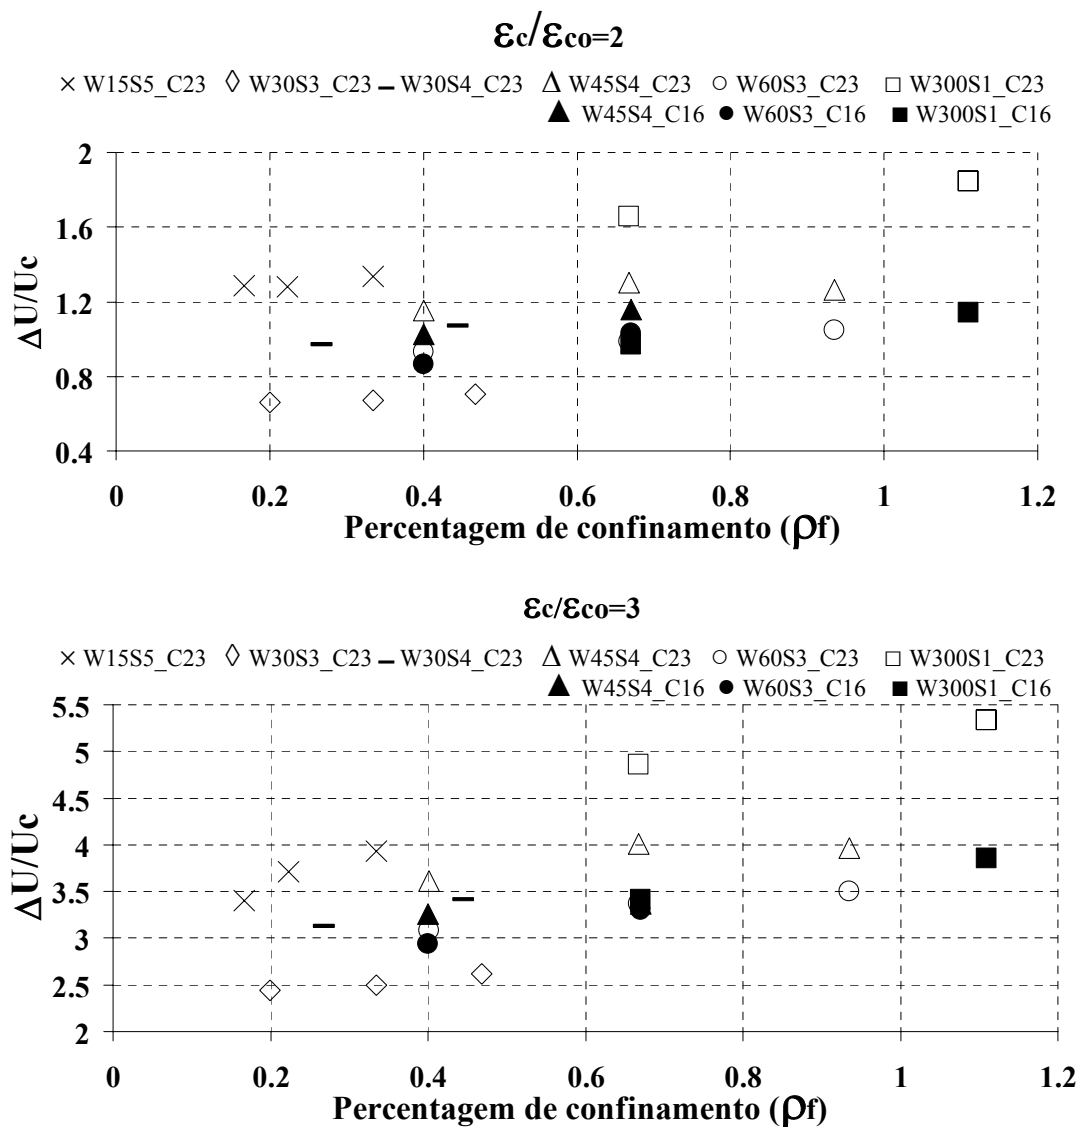 εc/εco=2
W15S5_C23 W30S3_C23 W30S4_C23 W45S4_C23 W60S3_C23 W300S1_C23
W45S4_C16 W60S3_C16 W300S1_C16
2
1.6
1.2
0.8
0.4
ΔU/Uc
0 0.2 0.4 0.6 0.8 1 1.2
Percentagem de confinamento (ρf)
εc/εco=3
W15S5_C23 W30S3_C23 W30S4_C23 W45S4_C23 W60S3_C23 W300S1_C23
W45S4_C16 W60S3_C16 W300S1_C16
5.5
5
4.5
4
3.5
3
2.5
2
ΔU/Uc
0 0.2 0.4 0.6 0.8 1 1.2
Percentagem de confinamento (ρf)